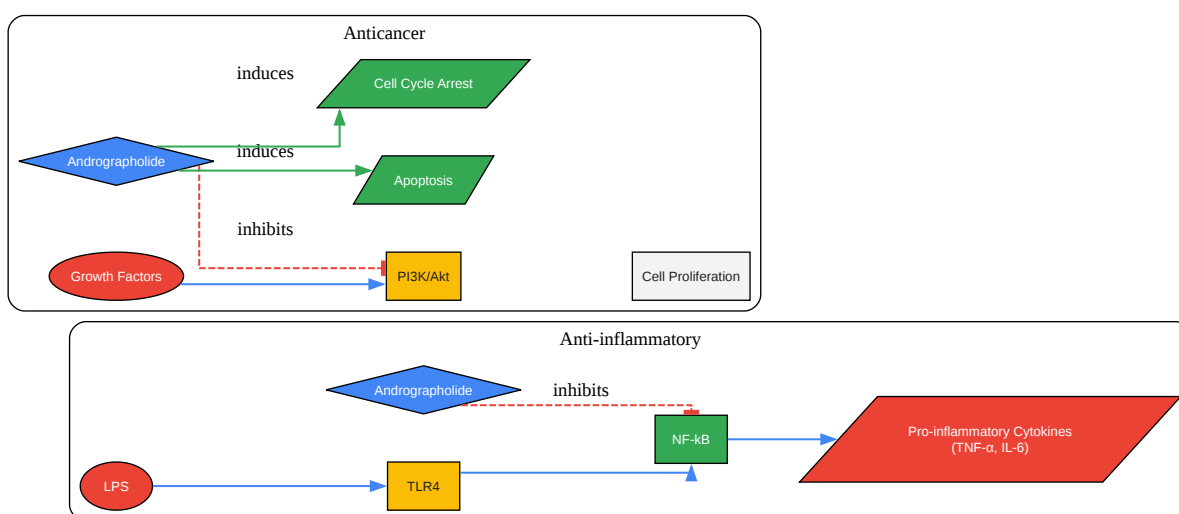 Anticancer
induces
Cell Cycle Arrest
Andrographolide
induces
Apoptosis
inhibits
Growth Factors
PI3K/Akt
Cell Proliferation
Anti-inflammatory
Andrographolide
inhibits
NF-kB
Pro-inflammatory Cytokines
(TNF-α, IL-6)
LPS
TLR4